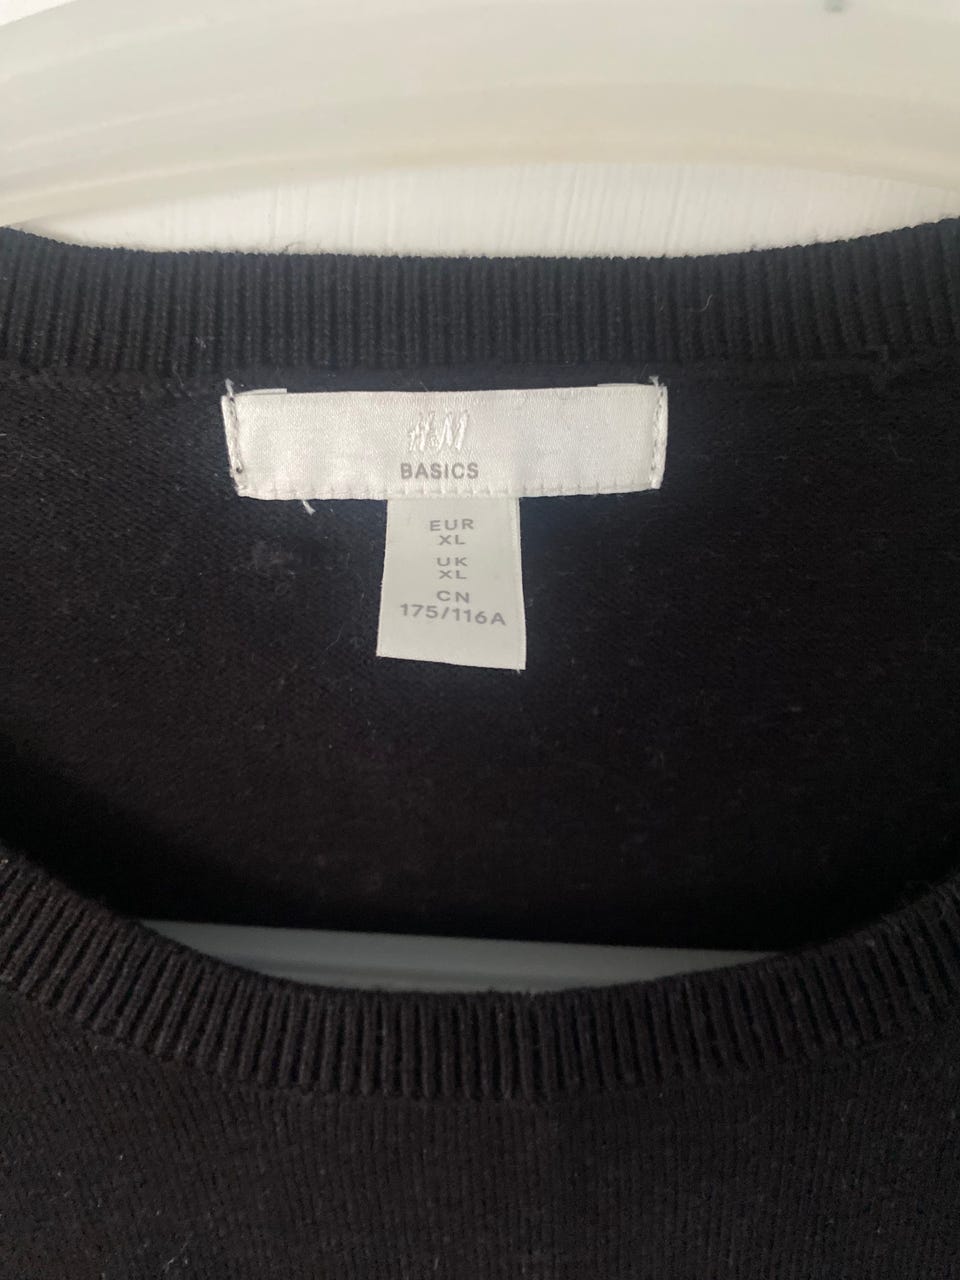 H&M
BASICS
EUR
XL
UK
XL
CN
175/116A